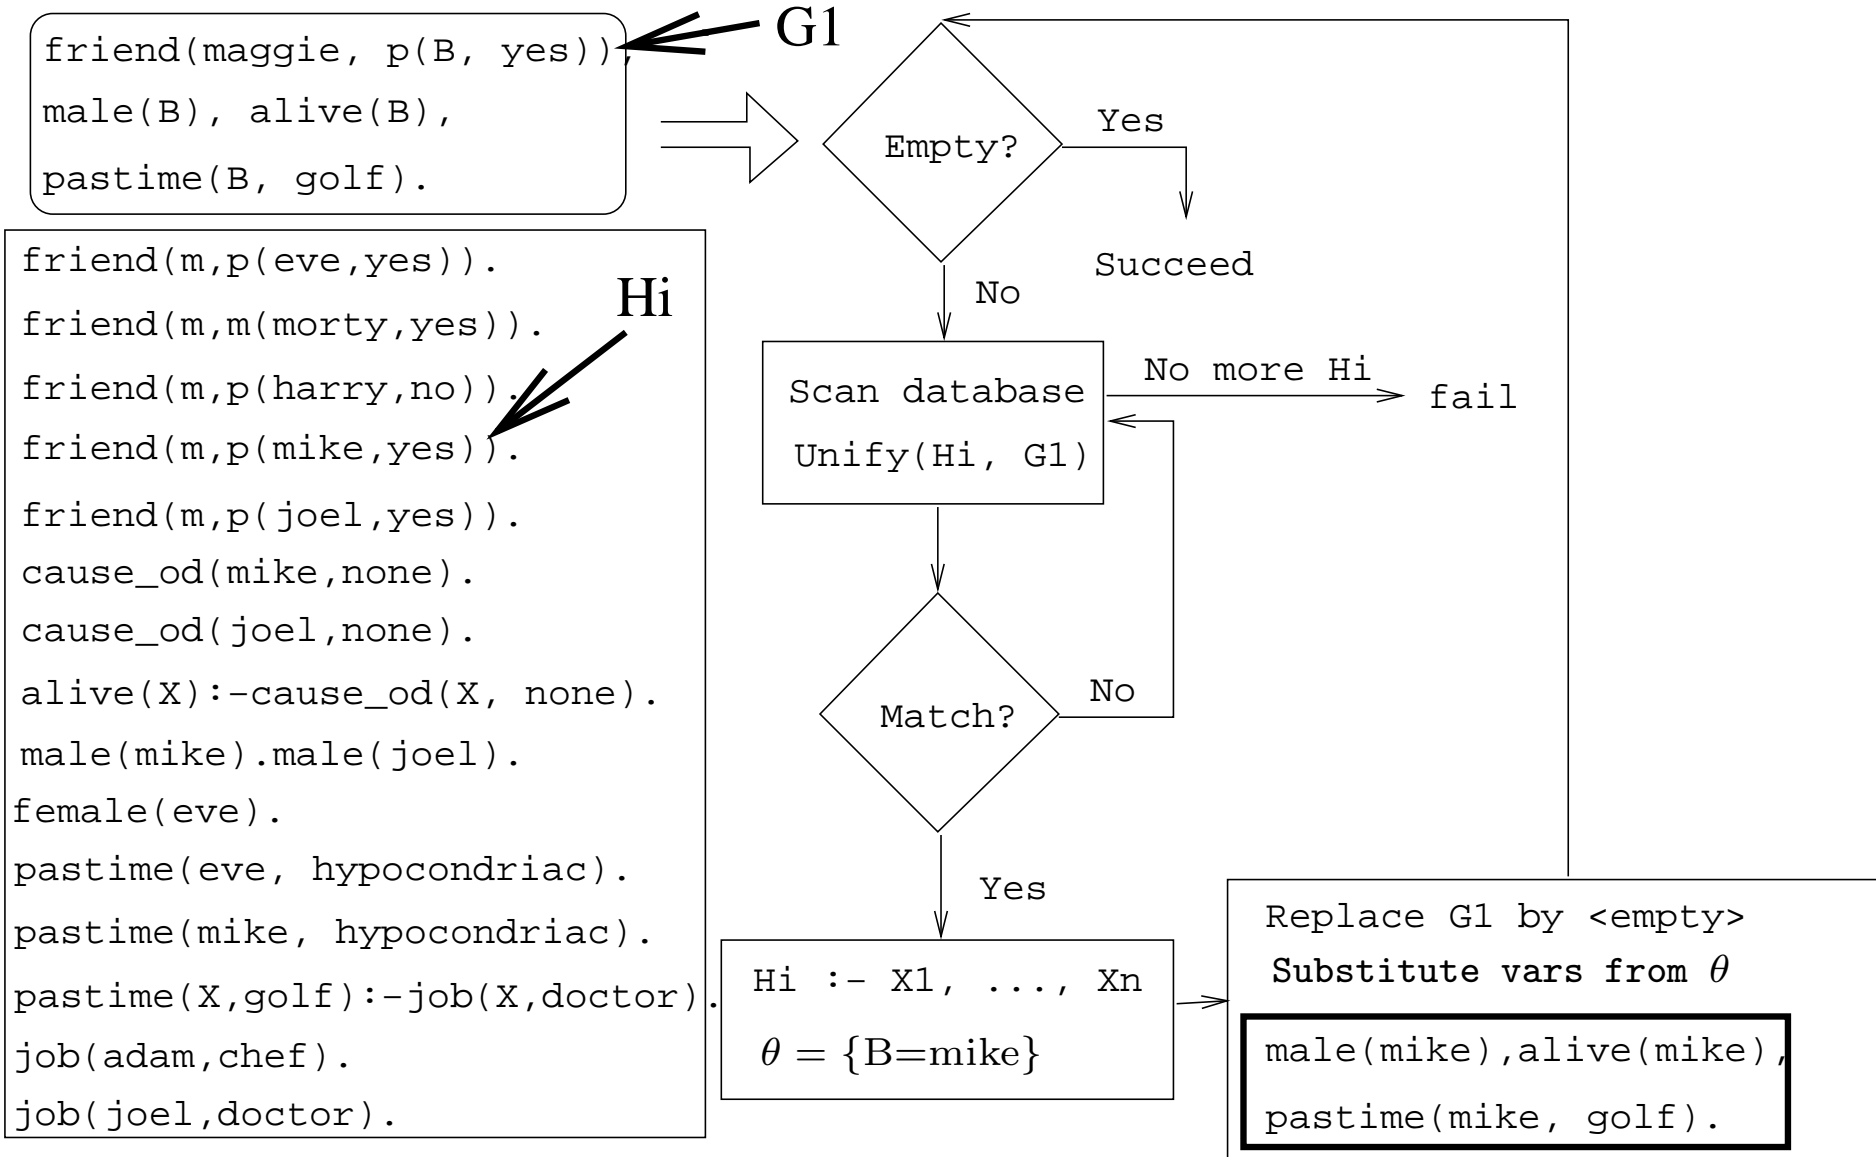 friend(maggie, p(B, yes)),
male(B), alive(B),
pastime(B, golf).
G1
friend(m,p(eve,yes)).
friend(m,m(morty,yes)).
friend(m,p(harry,no)).
friend(m,p(mike,yes)).
friend(m,p(joel,yes)).
cause_od(mike,none).
cause_od(joel,none).
alive(X):-cause_od(X, none).
male(mike).male(joel).
female(eve).
pastime(eve, hypocondriac).
pastime(mike, hypocondriac).
pastime(X,golf):-job(X,doctor).
job(adam,chef).
job(joel,doctor).
Hi
Empty?
Yes
Succeed
No
Scan database
Unify(Hi, G1)
No more Hi
fail
Match?
No
Yes
Hi :- X1, ..., Xn
θ = {B=mike}
Replace G1 by <empty>
Substitute vars from θ
male(mike),alive(mike),
pastime(mike, golf).